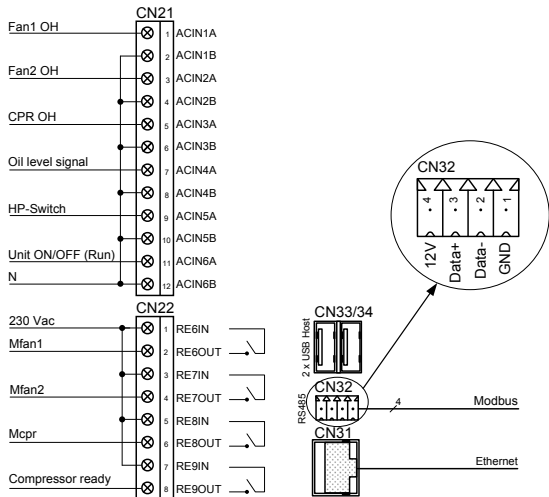 CN21
Fan1 OH 1 ACIN1A
2 ACIN1B
Fan2 OH 3 ACIN2A
4 ACIN2B
CPR OH 5 ACIN3A
6 ACIN3B
Oil level signal 7 ACIN4A
8 ACIN4B
HP-Switch 9 ACIN5A
10 ACIN5B
Unit ON/OFF (Run) 11 ACIN6A
N 12 ACIN6B
CN22
230 Vac 1 RE6IN
Mfan1 2 RE6OUT
3 RE7IN
Mfan2 4 RE7OUT
5 RE8IN
Mcpr 6 RE8OUT
7 RE9IN
Compressor ready 8 RE9OUT
CN32
4 3 2 1
12V Data+ Data- GND
CN33/34
2 x USB Host
CN32
RS485
4 Modbus
CN31
Ethernet